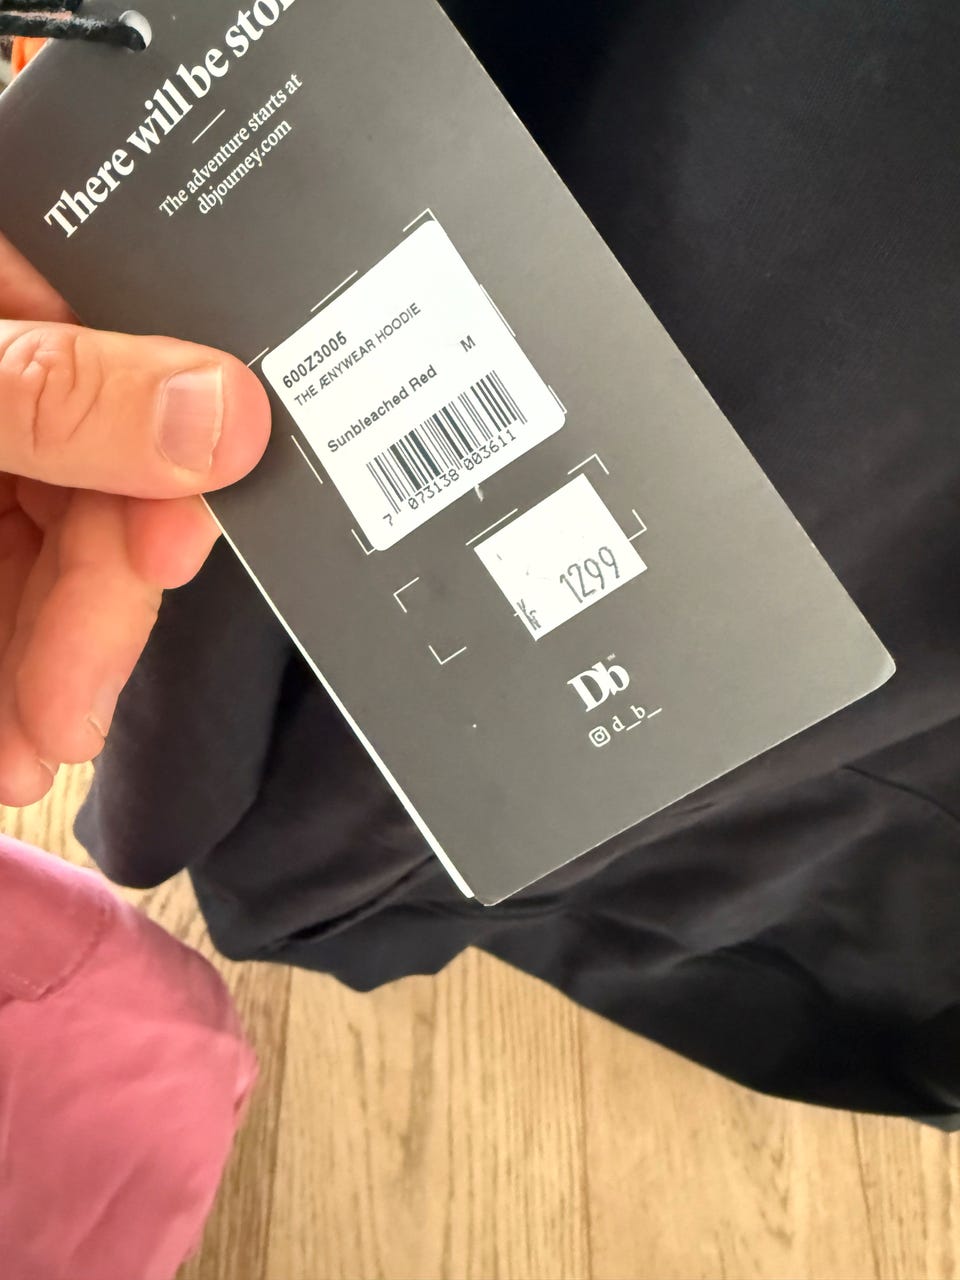 There will be sto
The adventure starts at
dbjourney.com
600Z3005
THE ÆNYWEAR HOODIE
M
Sunbleached Red
7 073138 003611
Kr 1299
Db™
d_b_